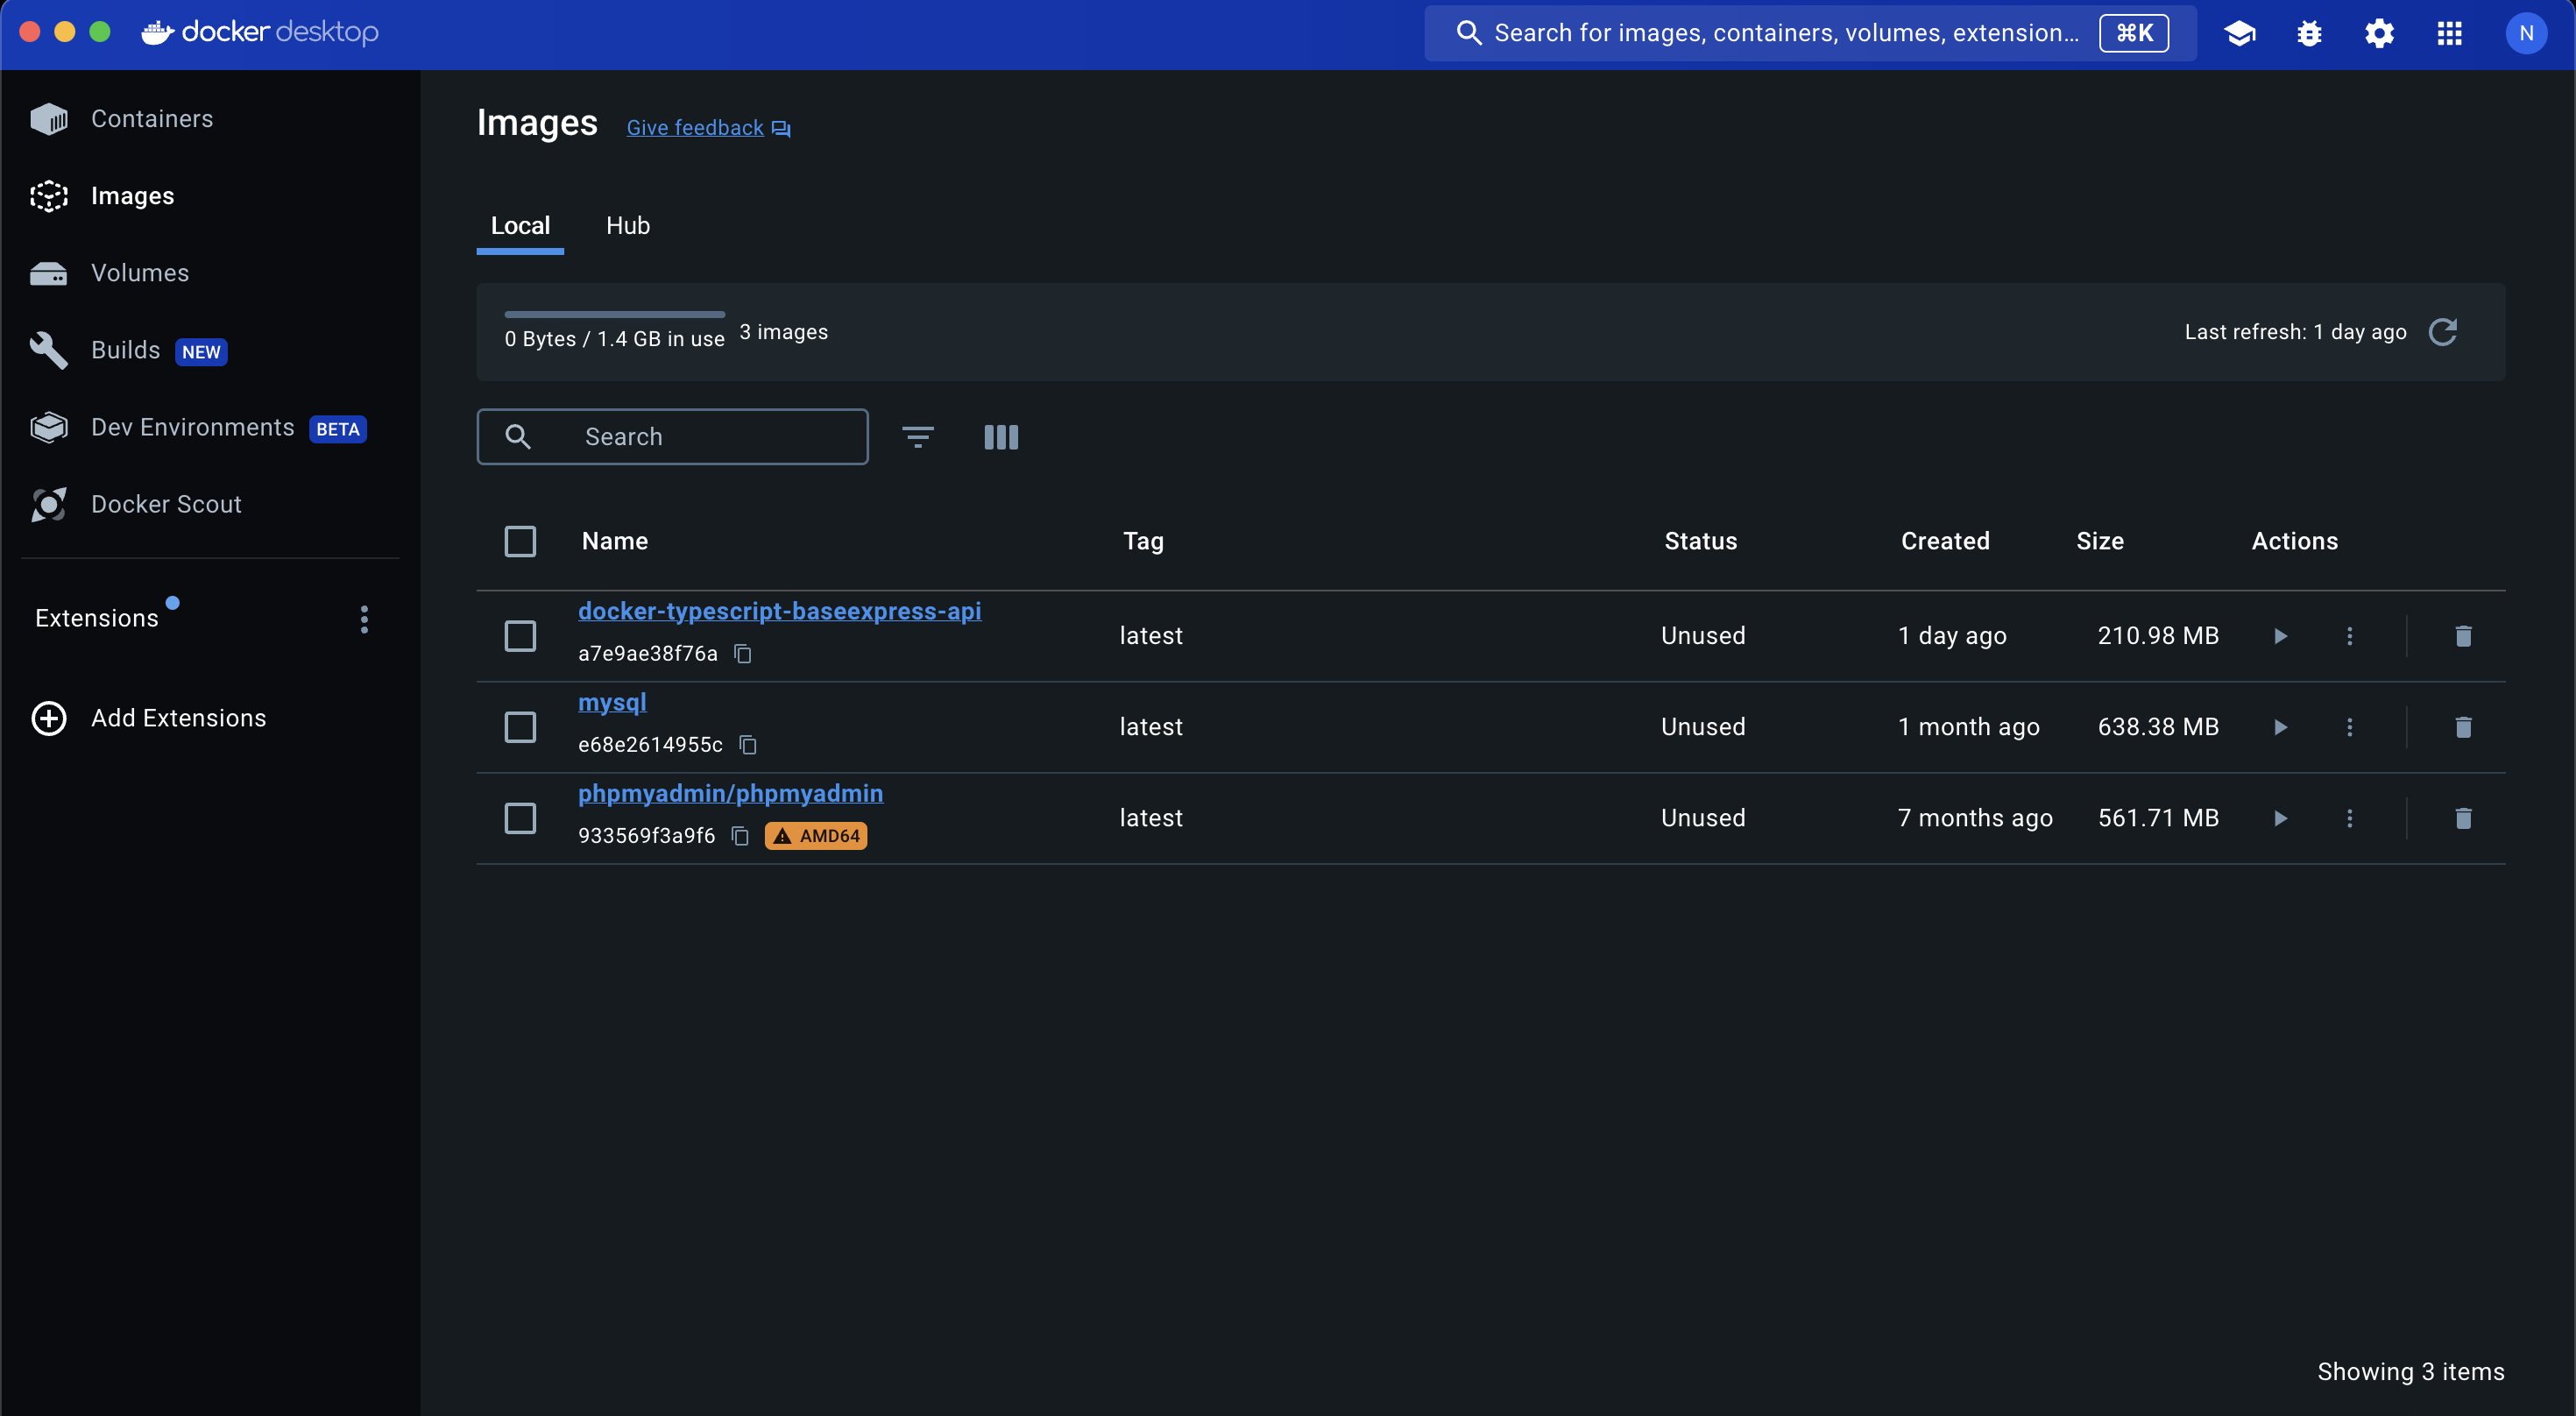 docker desktop
Search for images, containers, volumes, extension... ⌘K
N
Containers
Images
Volumes
Builds NEW
Dev Environments BETA
Docker Scout
Extensions
Add Extensions
Images Give feedback
Local Hub
0 Bytes / 1.4 GB in use 3 images Last refresh: 1 day ago
Search
Name Tag Status Created Size Actions
docker-typescript-baseexpress-api
a7e9ae38f76a
latest Unused 1 day ago 210.98 MB
mysql
e68e2614955c
latest Unused 1 month ago 638.38 MB
phpmyadmin/phpmyadmin
933569f3a9f6 AMD64
latest Unused 7 months ago 561.71 MB
Showing 3 items